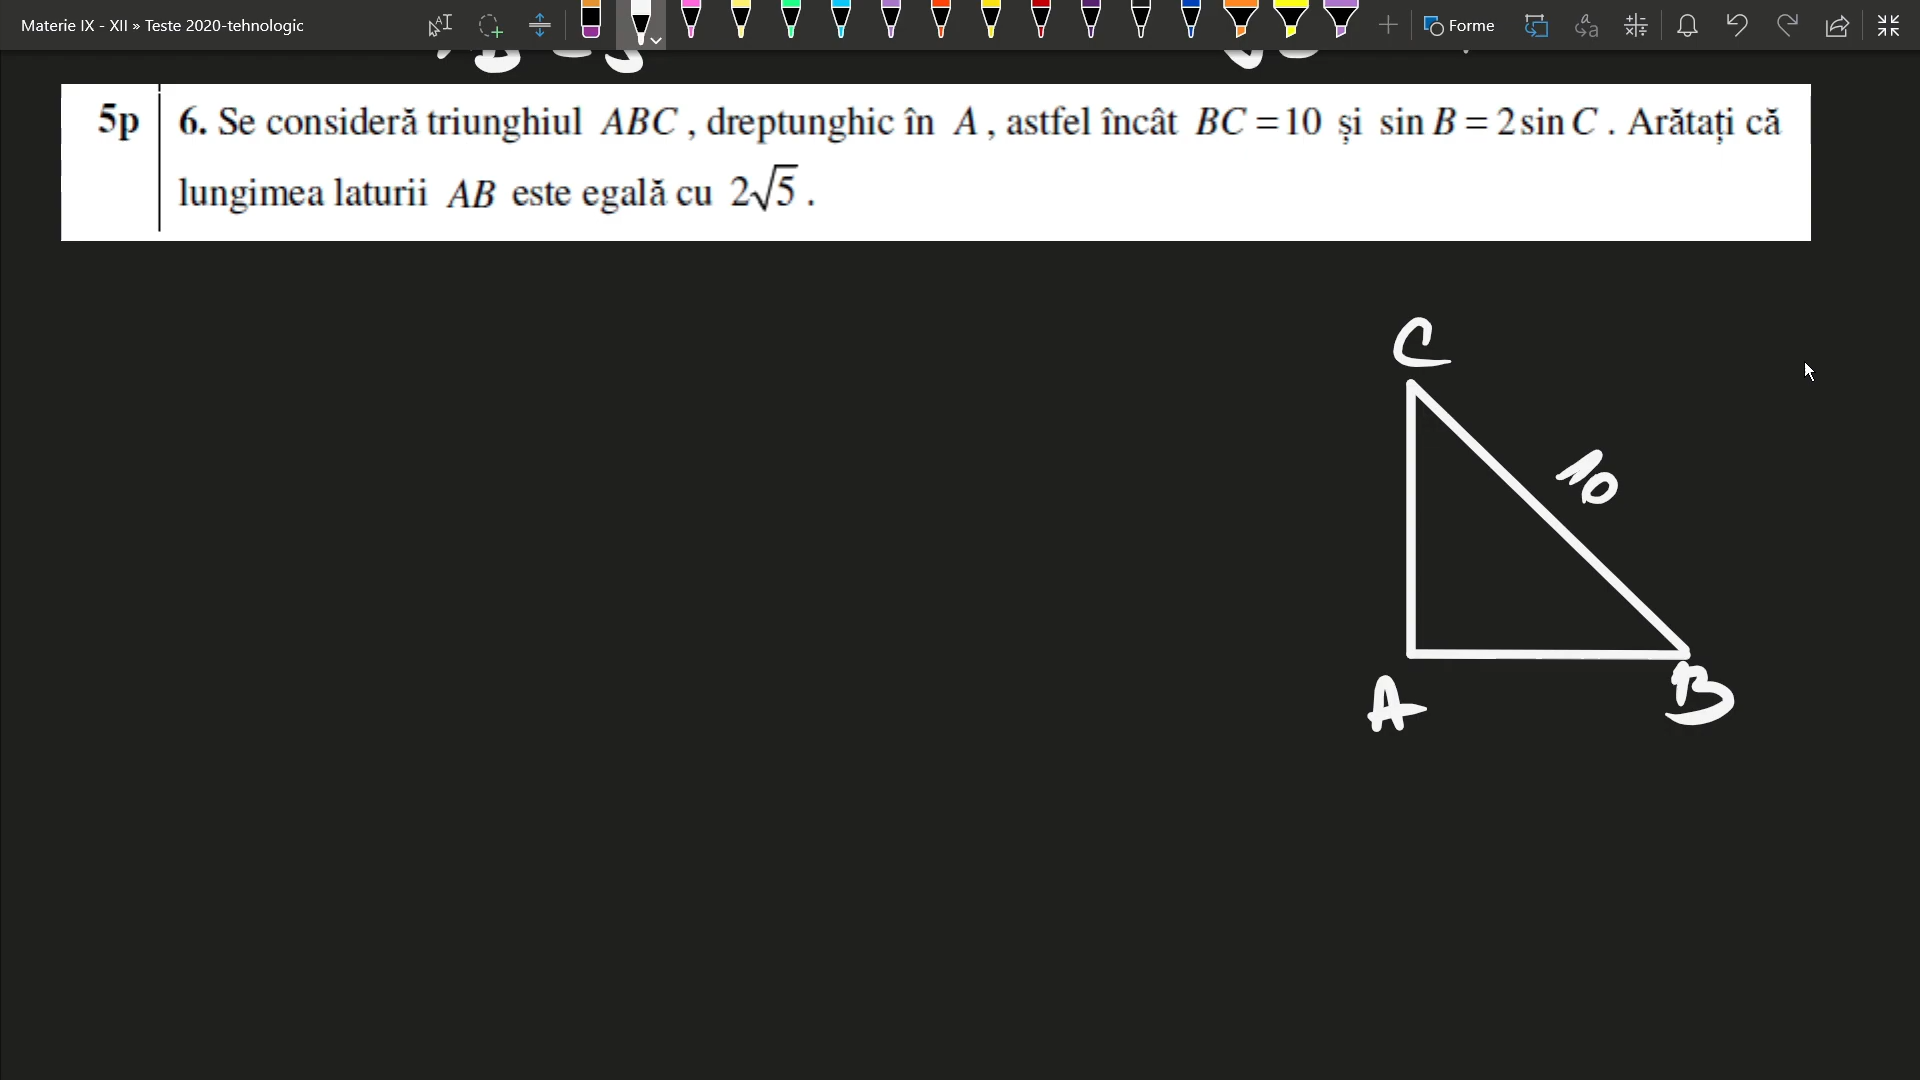 Materie IX - XII » Teste 2020-tehnologic
Forme
5p 6. Se consideră triunghiul ABC , dreptunghic în A , astfel încât BC = 10 și sin B = 2 sin C . Arătați că
lungimea laturii AB este egală cu 2√5 .
C
10
A
B